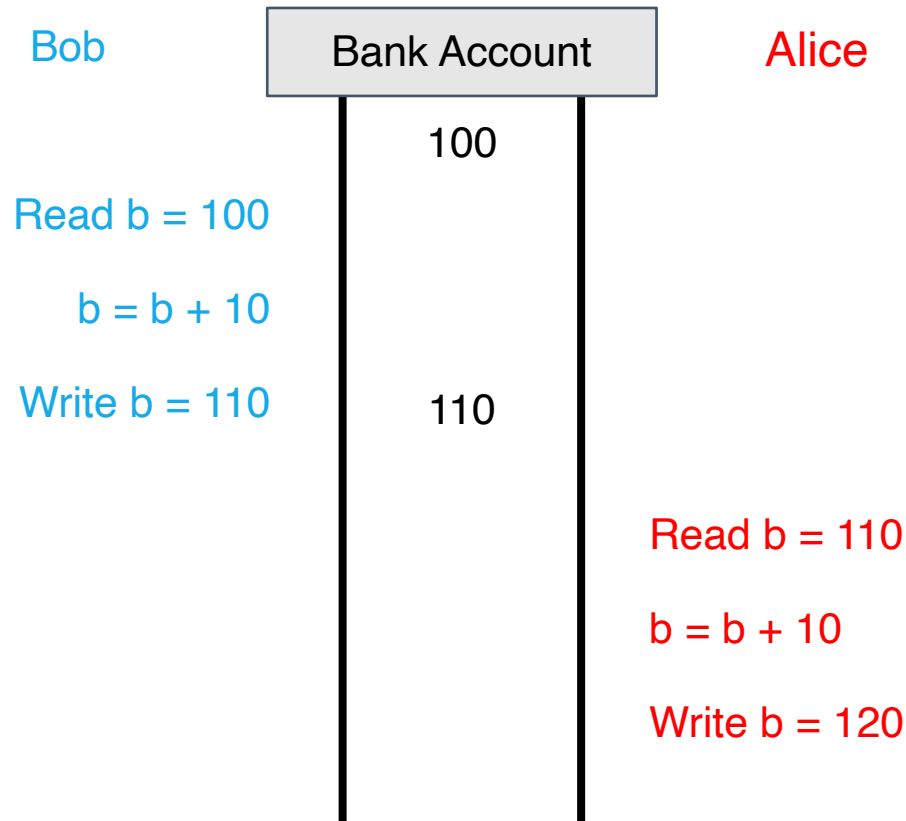 Bob
Bank Account
Alice
100
Read b = 100
b = b + 10
Write b = 110
110
Read b = 110
b = b + 10
Write b = 120